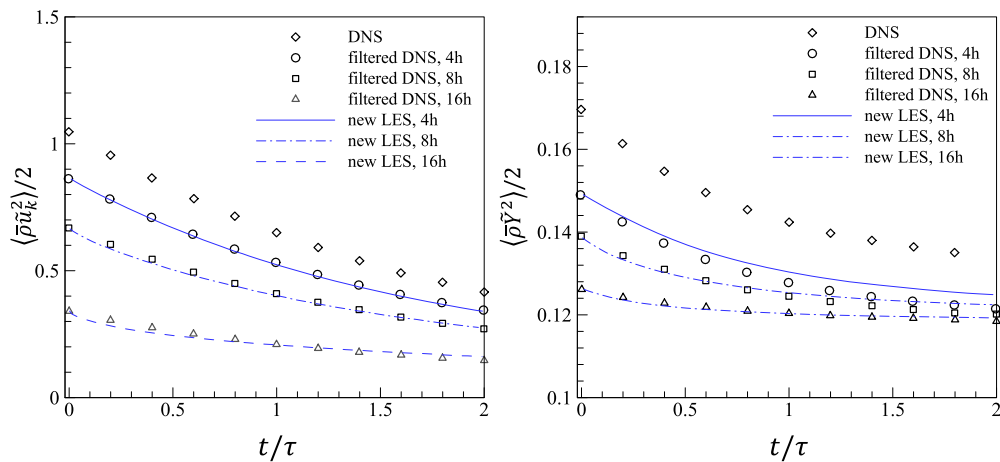 1.5
1
0.5
0
0
0.5
1
1.5
2
⟨ρ̄ũ²ₖ⟩/2
t/τ
DNS
filtered DNS, 4h
filtered DNS, 8h
filtered DNS, 16h
new LES, 4h
new LES, 8h
new LES, 16h
0.18
0.16
0.14
0.12
0.1
0
0.5
1
1.5
2
⟨ρ̄Ỹ²⟩/2
t/τ
DNS
filtered DNS, 4h
filtered DNS, 8h
filtered DNS, 16h
new LES, 4h
new LES, 8h
new LES, 16h